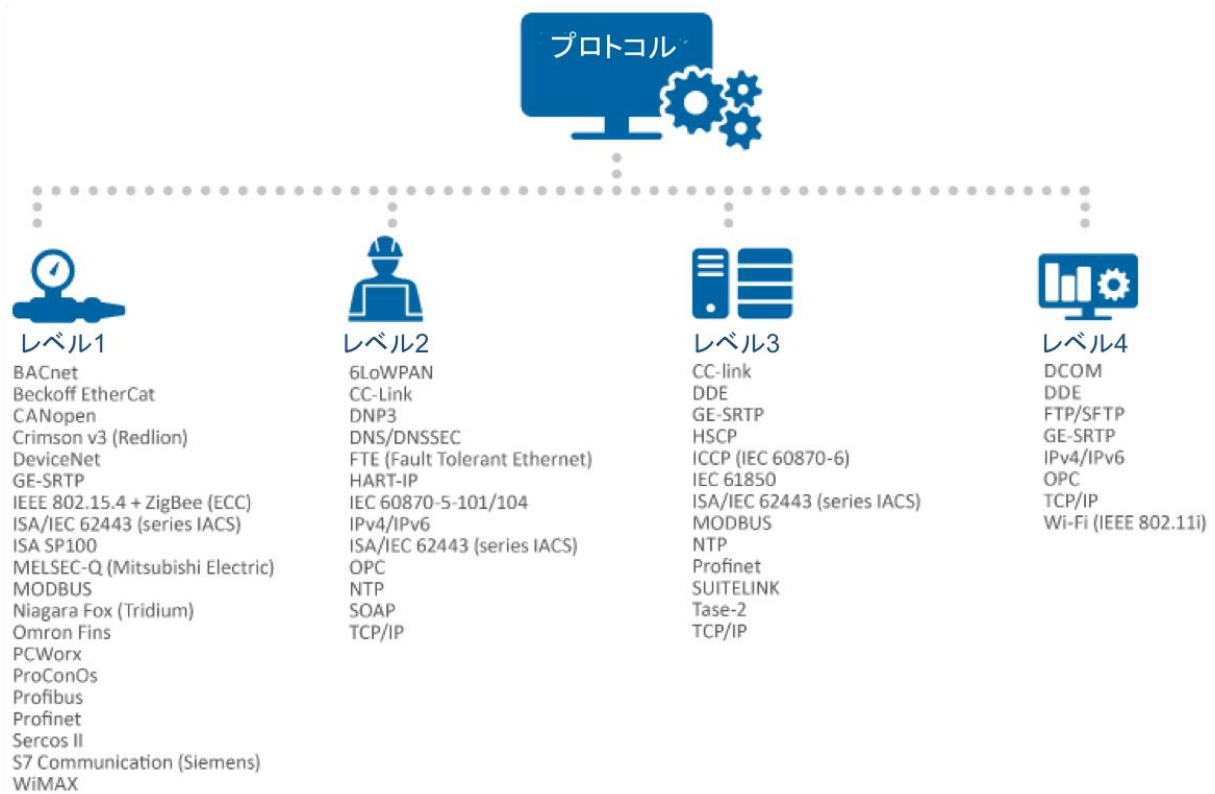 プロトコル
レベル1
BACnet
Beckoff EtherCat
CANopen
Crimson v3 (Redlion)
DeviceNet
GE-SRTP
IEEE 802.15.4 + ZigBee (ECC)
ISA/IEC 62443 (series IACS)
ISA SP100
MELSEC-Q (Mitsubishi Electric)
MODBUS
Niagara Fox (Tridium)
Omron Fins
PCWorx
ProConOs
Profibus
Profinet
Sercos II
S7 Communication (Siemens)
WiMAX
レベル2
6LoWPAN
CC-Link
DNP3
DNS/DNSSEC
FTE (Fault Tolerant Ethernet)
HART-IP
IEC 60870-5-101/104
IPv4/IPv6
ISA/IEC 62443 (series IACS)
OPC
NTP
SOAP
TCP/IP
レベル3
CC-link
DDE
GE-SRTP
HSCP
ICCP (IEC 60870-6)
IEC 61850
ISA/IEC 62443 (series IACS)
MODBUS
NTP
Profinet
SUITELINK
Tase-2
TCP/IP
レベル4
DCOM
DDE
FTP/SFTP
GE-SRTP
IPv4/IPv6
OPC
TCP/IP
Wi-Fi (IEEE 802.11i)